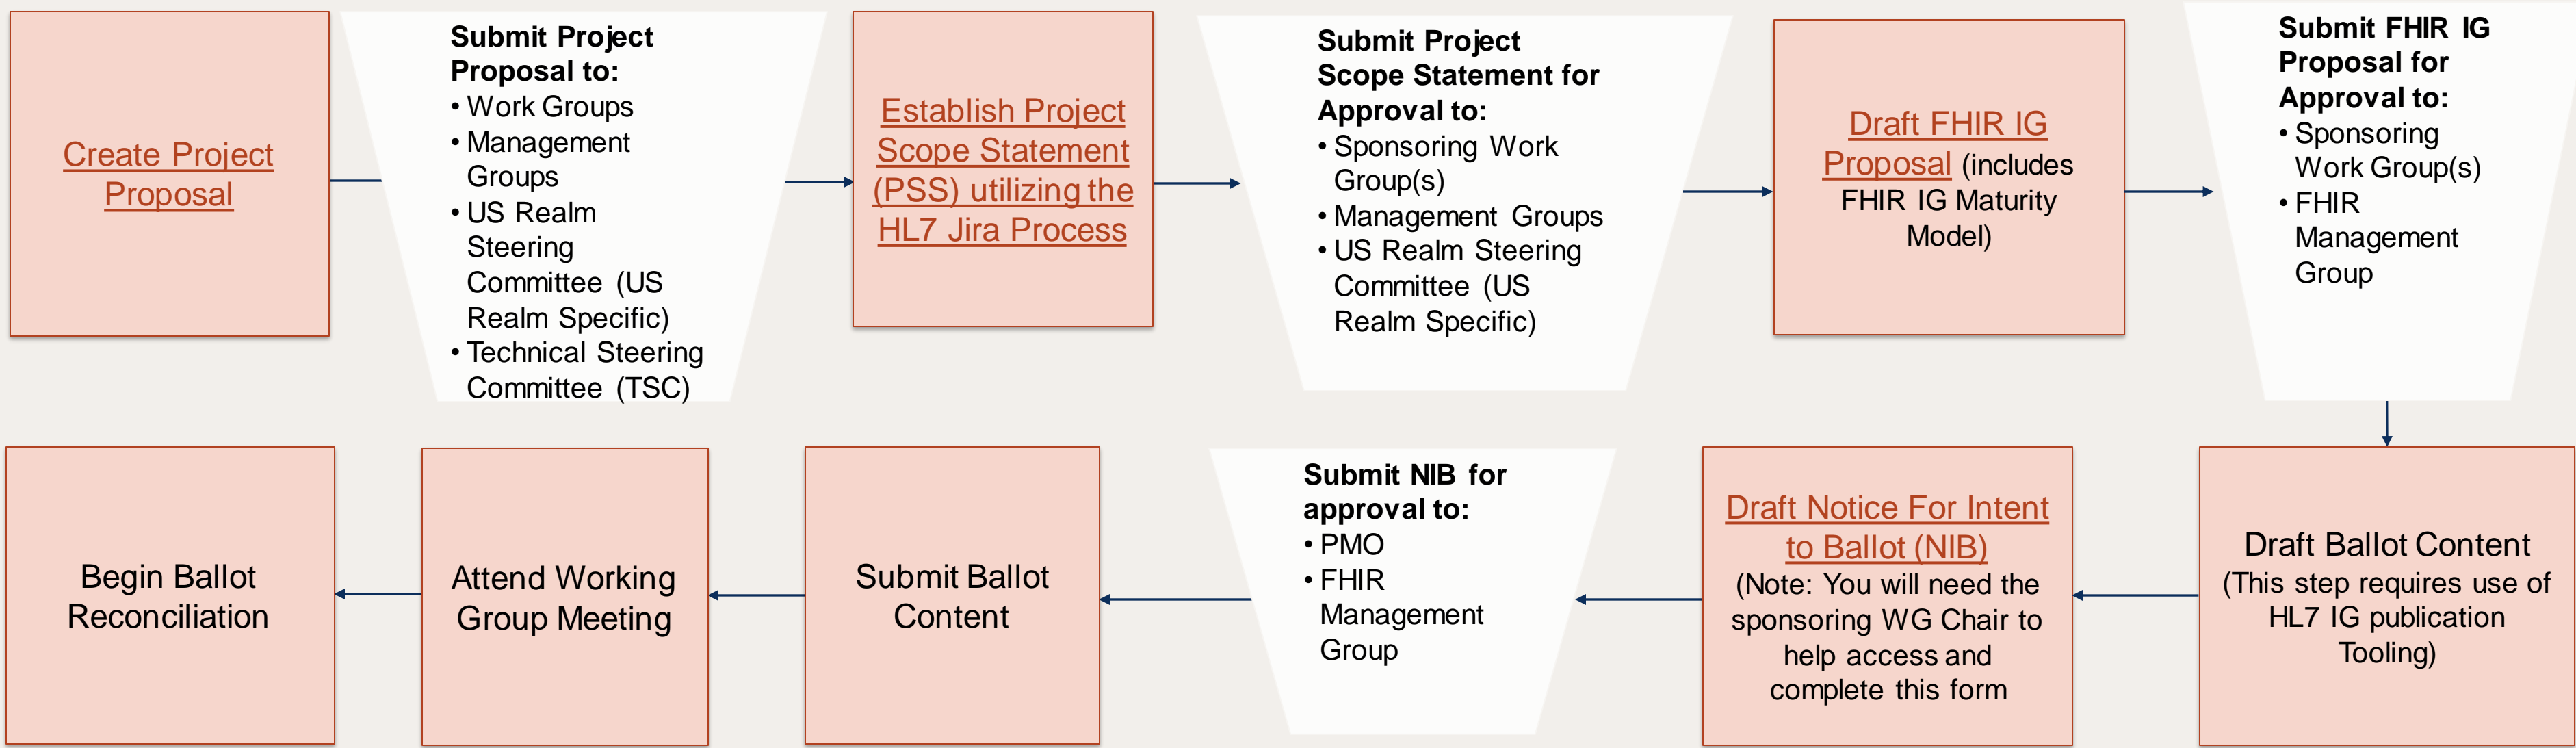 Create Project
Proposal
Submit Project
Proposal to:
• Work Groups
• Management
Groups
• US Realm
Steering
Committee (US
Realm Specific)
• Technical Steering
Committee (TSC)
Establish Project
Scope Statement
(PSS) utilizing the
HL7 Jira Process
Submit Project
Scope Statement for
Approval to:
• Sponsoring Work
Group(s)
• Management Groups
• US Realm Steering
Committee (US
Realm Specific)
Draft FHIR IG
Proposal (includes
FHIR IG Maturity
Model)
Submit FHIR IG
Proposal for
Approval to:
• Sponsoring
Work Group(s)
• FHIR
Management
Group
Draft Ballot Content
(This step requires use of
HL7 IG publication
Tooling)
Draft Notice For Intent
to Ballot (NIB)
(Note: You will need the
sponsoring WG Chair to
help access and
complete this form
Submit NIB for
approval to:
• PMO
• FHIR
Management
Group
Submit Ballot
Content
Attend Working
Group Meeting
Begin Ballot
Reconciliation